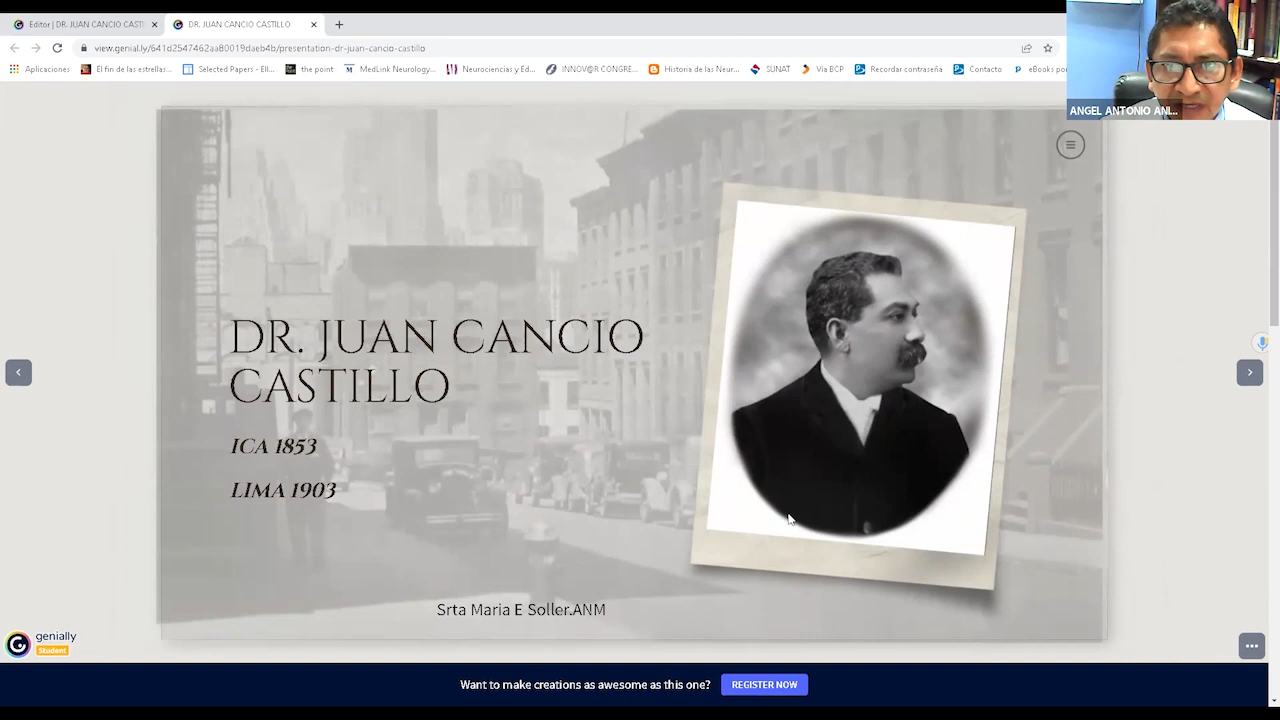 Editor | DR. JUAN CANCIO CASTI
DR. JUAN CANCIO CASTILLO
view.genial.ly/641d2547462aa80019daeb4b/presentation-dr-juan-cancio-castillo
Aplicaciones
El fin de las estrellas...
Selected Papers - Ell...
the point
MedLink Neurology...
Neurociencias y Ed...
INNOV@R CONGRE...
Historia de las Neur...
SUNAT
Vía BCP
Recordar contraseña
Contacto
eBooks po
ANGEL ANTONIO AN...
DR. JUAN CANCIO
CASTILLO
ICA 1853
LIMA 1903
Srta Maria E Soller.ANM
genially
Student
Want to make creations as awesome as this one?
REGISTER NOW